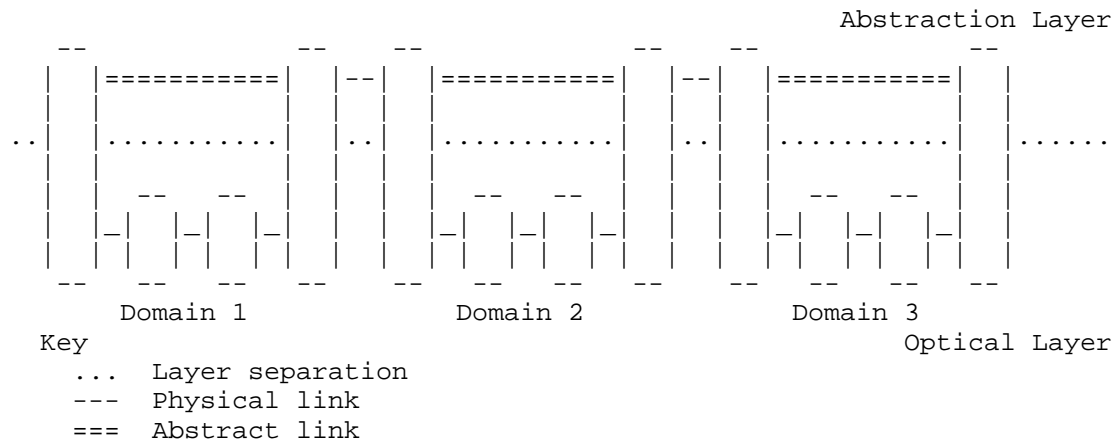 Abstraction Layer
Domain 1 Domain 2 Domain 3
Key Optical Layer
... Layer separation
--- Physical link
=== Abstract link